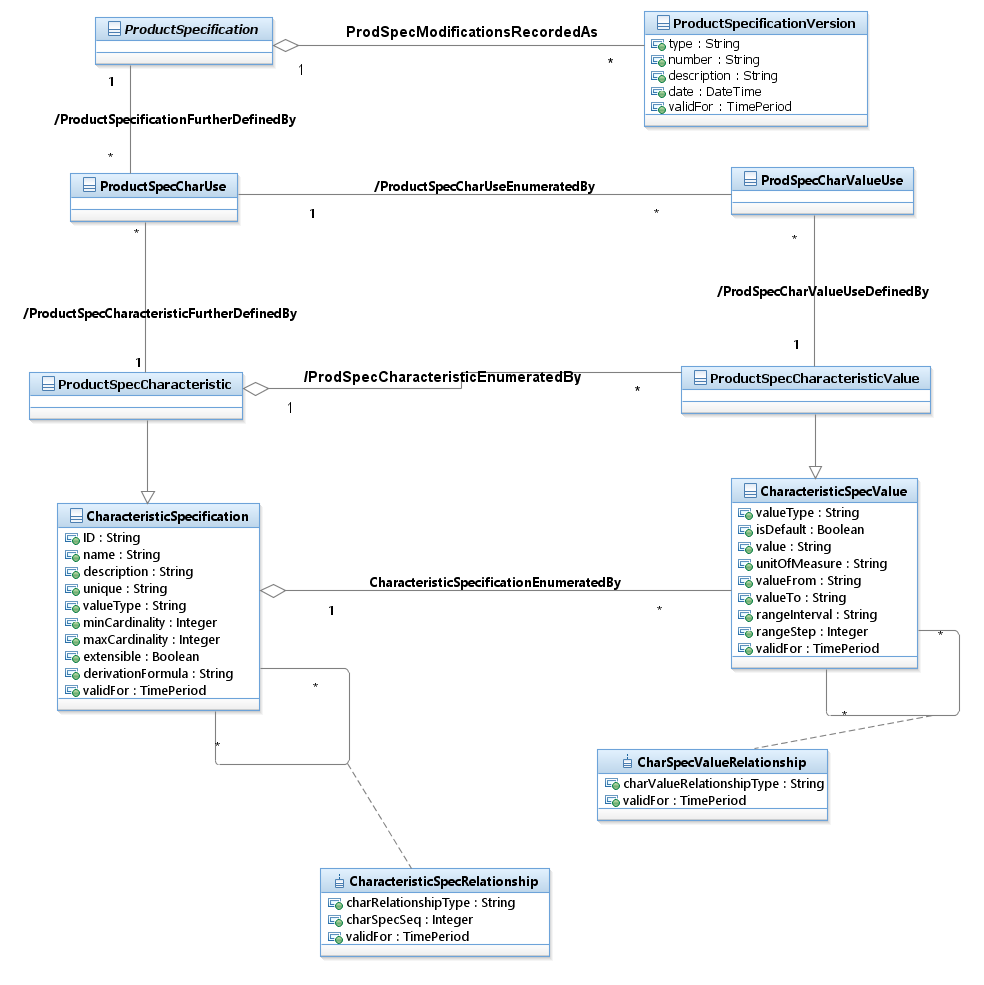 ProductSpecification
ProdSpecModificationsRecordedAs
1
*
ProductSpecificationVersion
type : String
number : String
description : String
date : DateTime
validFor : TimePeriod
1
/ProductSpecificationFurtherDefinedBy
*
ProductSpecCharUse
/ProductSpecCharUseEnumeratedBy
1
*
ProdSpecCharValueUse
*
/ProductSpecCharacteristicFurtherDefinedBy
1
*
/ProdSpecCharValueUseDefinedBy
1
ProductSpecCharacteristic
/ProdSpecCharacteristicEnumeratedBy
1
*
ProductSpecCharacteristicValue
CharacteristicSpecification
ID : String
name : String
description : String
unique : String
valueType : String
minCardinality : Integer
maxCardinality : Integer
extensible : Boolean
derivationFormula : String
validFor : TimePeriod
CharacteristicSpecificationEnumeratedBy
1
*
CharacteristicSpecValue
valueType : String
isDefault : Boolean
value : String
unitOfMeasure : String
valueFrom : String
valueTo : String
rangeInterval : String
rangeStep : Integer
validFor : TimePeriod
*
*
*
*
CharSpecValueRelationship
charValueRelationshipType : String
validFor : TimePeriod
CharacteristicSpecRelationship
charRelationshipType : String
charSpecSeq : Integer
validFor : TimePeriod